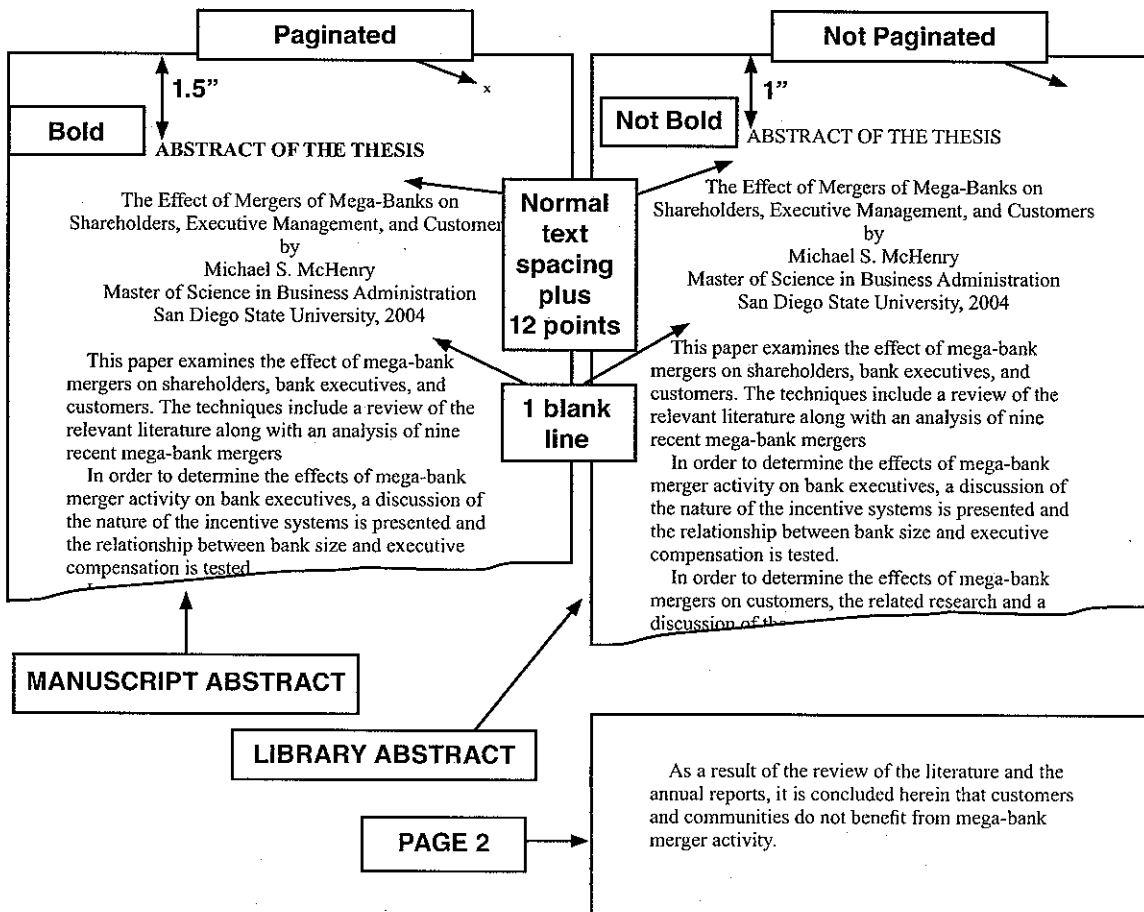 Paginated
1.5”
x
Bold
ABSTRACT OF THE THESIS
The Effect of Mergers of Mega-Banks on
Shareholders, Executive Management, and Customer
by
Michael S. McHenry
Master of Science in Business Administration
San Diego State University, 2004
This paper examines the effect of mega-bank
mergers on shareholders, bank executives, and
customers. The techniques include a review of the
relevant literature along with an analysis of nine
recent mega-bank mergers
In order to determine the effects of mega-bank
merger activity on bank executives, a discussion of
the nature of the incentive systems is presented and
the relationship between bank size and executive
compensation is tested
MANUSCRIPT ABSTRACT
Normal
text
spacing
plus
12 points
1 blank
line
Not Paginated
1”
Not Bold
ABSTRACT OF THE THESIS
The Effect of Mergers of Mega-Banks on
Shareholders, Executive Management, and Customers
by
Michael S. McHenry
Master of Science in Business Administration
San Diego State University, 2004
This paper examines the effect of mega-bank
mergers on shareholders, bank executives, and
customers. The techniques include a review of the
relevant literature along with an analysis of nine
recent mega-bank mergers
In order to determine the effects of mega-bank
merger activity on bank executives, a discussion of
the nature of the incentive systems is presented and
the relationship between bank size and executive
compensation is tested.
In order to determine the effects of mega-bank
mergers on customers, the related research and a
discussion of the
LIBRARY ABSTRACT
PAGE 2
As a result of the review of the literature and the
annual reports, it is concluded herein that customers
and communities do not benefit from mega-bank
merger activity.